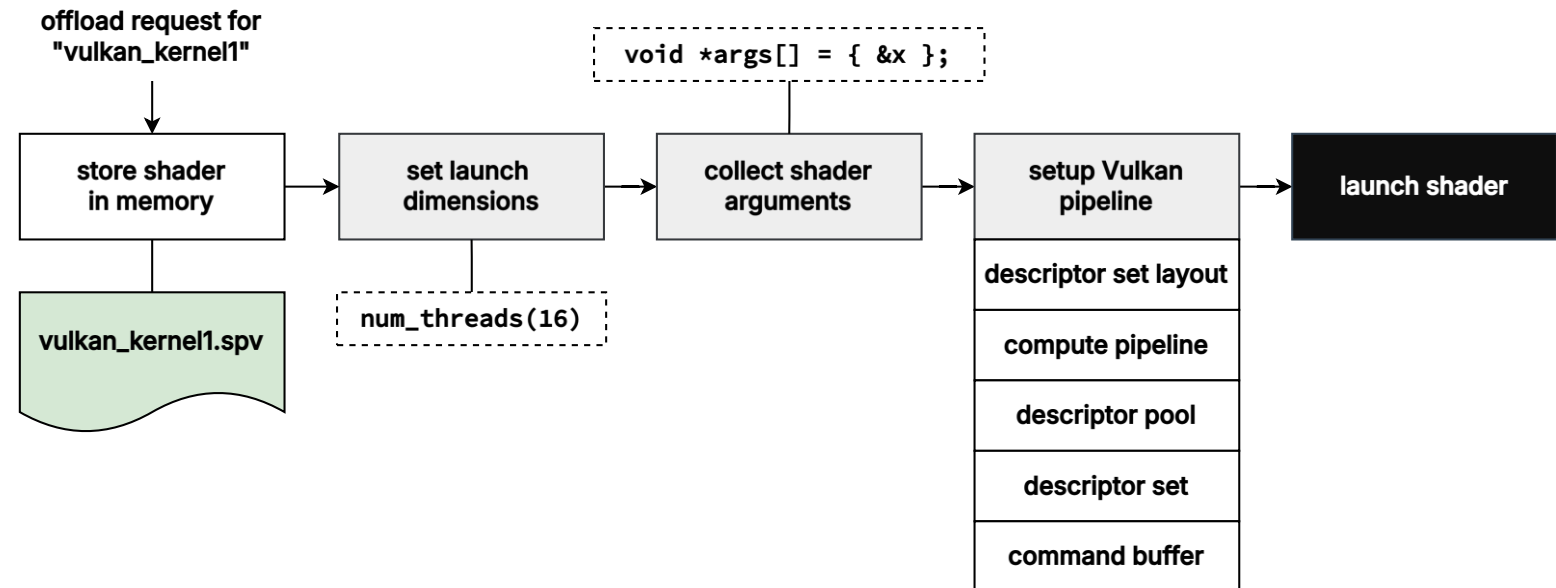 offload request for
"vulkan_kernel1"
void *args[] = { &x };
store shader
in memory
set launch
dimensions
collect shader
arguments
setup Vulkan
pipeline
launch shader
descriptor set layout
num_threads(16)
vulkan_kernel1.spv
compute pipeline
descriptor pool
descriptor set
command buffer